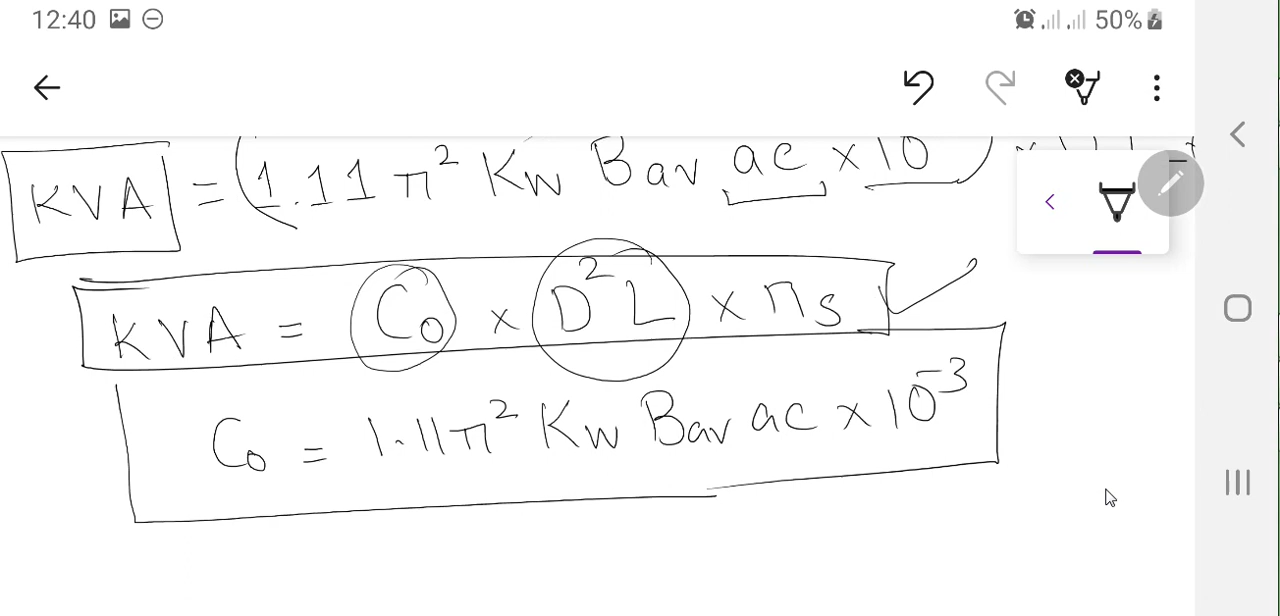 12:40 50%
KVA = (1.11 π² Kw Bav ac × 10
KVA = C₀ × D²L × ns
C₀ = 1.11π² Kw Bav ac × 10⁻³